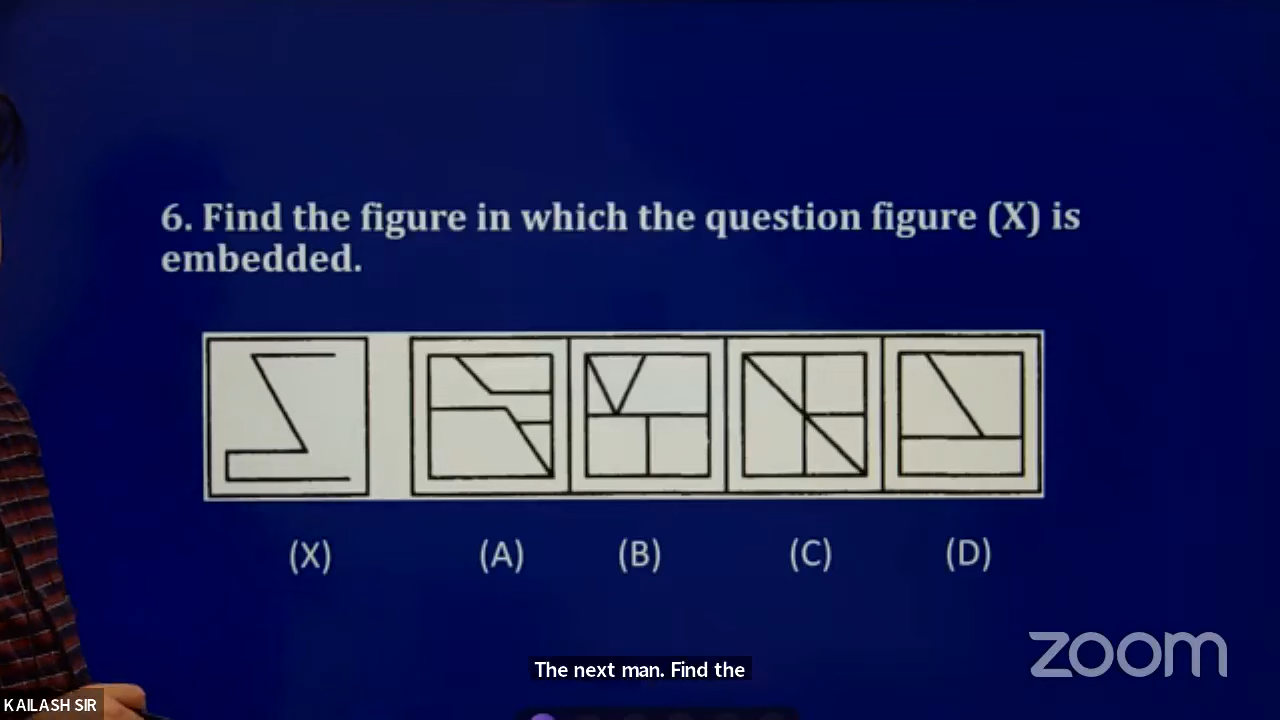 6. Find the figure in which the question figure (X) is
embedded.
(X) (A) (B) (C) (D)
zoom
The next man. Find the
KAILASH SIR